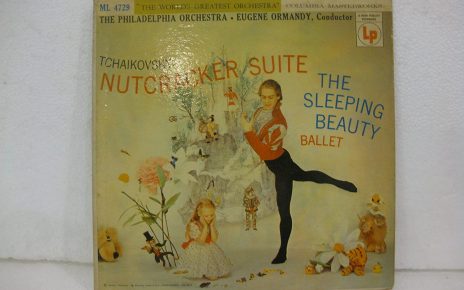 ML 4729 "THE WORLD'S GREATEST ORCHESTRA" COLUMBIA MASTERWORKS
THE PHILADELPHIA ORCHESTRA • EUGENE ORMANDY, Conductor
LP
TCHAIKOVSKY
NUTCRACKER SUITE
THE
SLEEPING
BEAUTY
BALLET